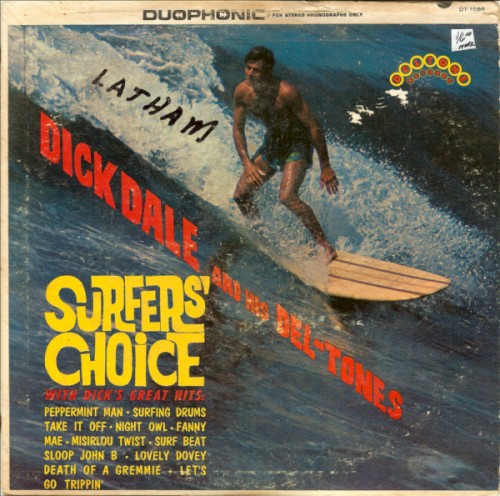 DUOPHONIC
FOR STEREO PHONOGRAPHS ONLY
LATHAM
DELTONE
RECORDS
DICK DALE
AND HIS DEL-TONES
SURFERS'
CHOICE
WITH DICK'S GREAT HITS:
PEPPERMINT MAN • SURFING DRUMS
TAKE IT OFF • NIGHT OWL • FANNY
MAE • MISIRLOU TWIST • SURF BEAT
SLOOP JOHN B • LOVELY DOVEY
DEATH OF A GREMMIE • LET'S
GO TRIPPIN'